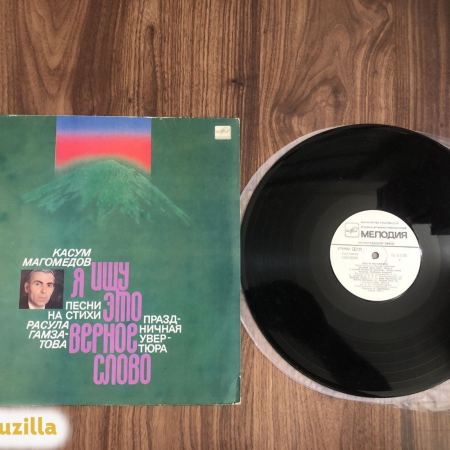 КАСУМ
МАГОМЕДОВ
Я ИЩУ
ЭТО
ВЕРНОЕ
СЛОВО
ПЕСНИ
НА СТИХИ
РАСУЛА
ГАМЗА-
ТОВА
ПРАЗД-
НИЧНАЯ
УВЕР-
ТЮРА
МЕЛОДИЯ
uzilla